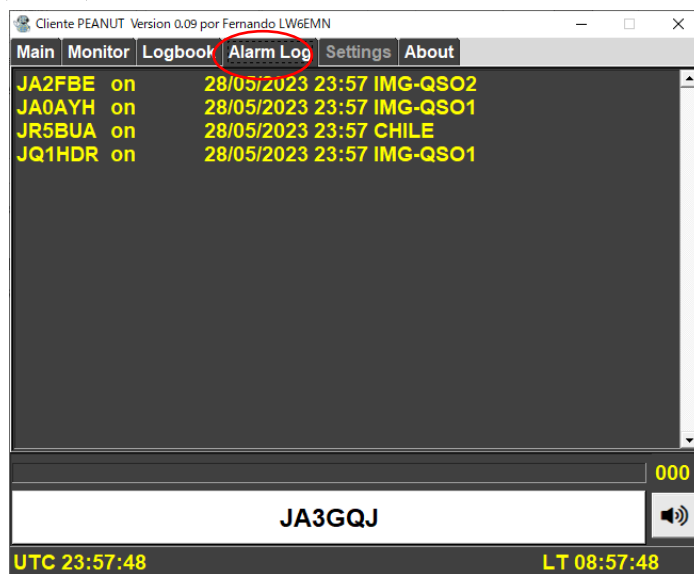 Cliente PEANUT Version 0.09 por Fernando LW6EMN
Main Monitor Logbook Alarm Log Settings About
JA2FBE on 28/05/2023 23:57 IMG-QSO2
JA0AYH on 28/05/2023 23:57 IMG-QSO1
JR5BUA on 28/05/2023 23:57 CHILE
JQ1HDR on 28/05/2023 23:57 IMG-QSO1
000
JA3GQJ
UTC 23:57:48 LT 08:57:48